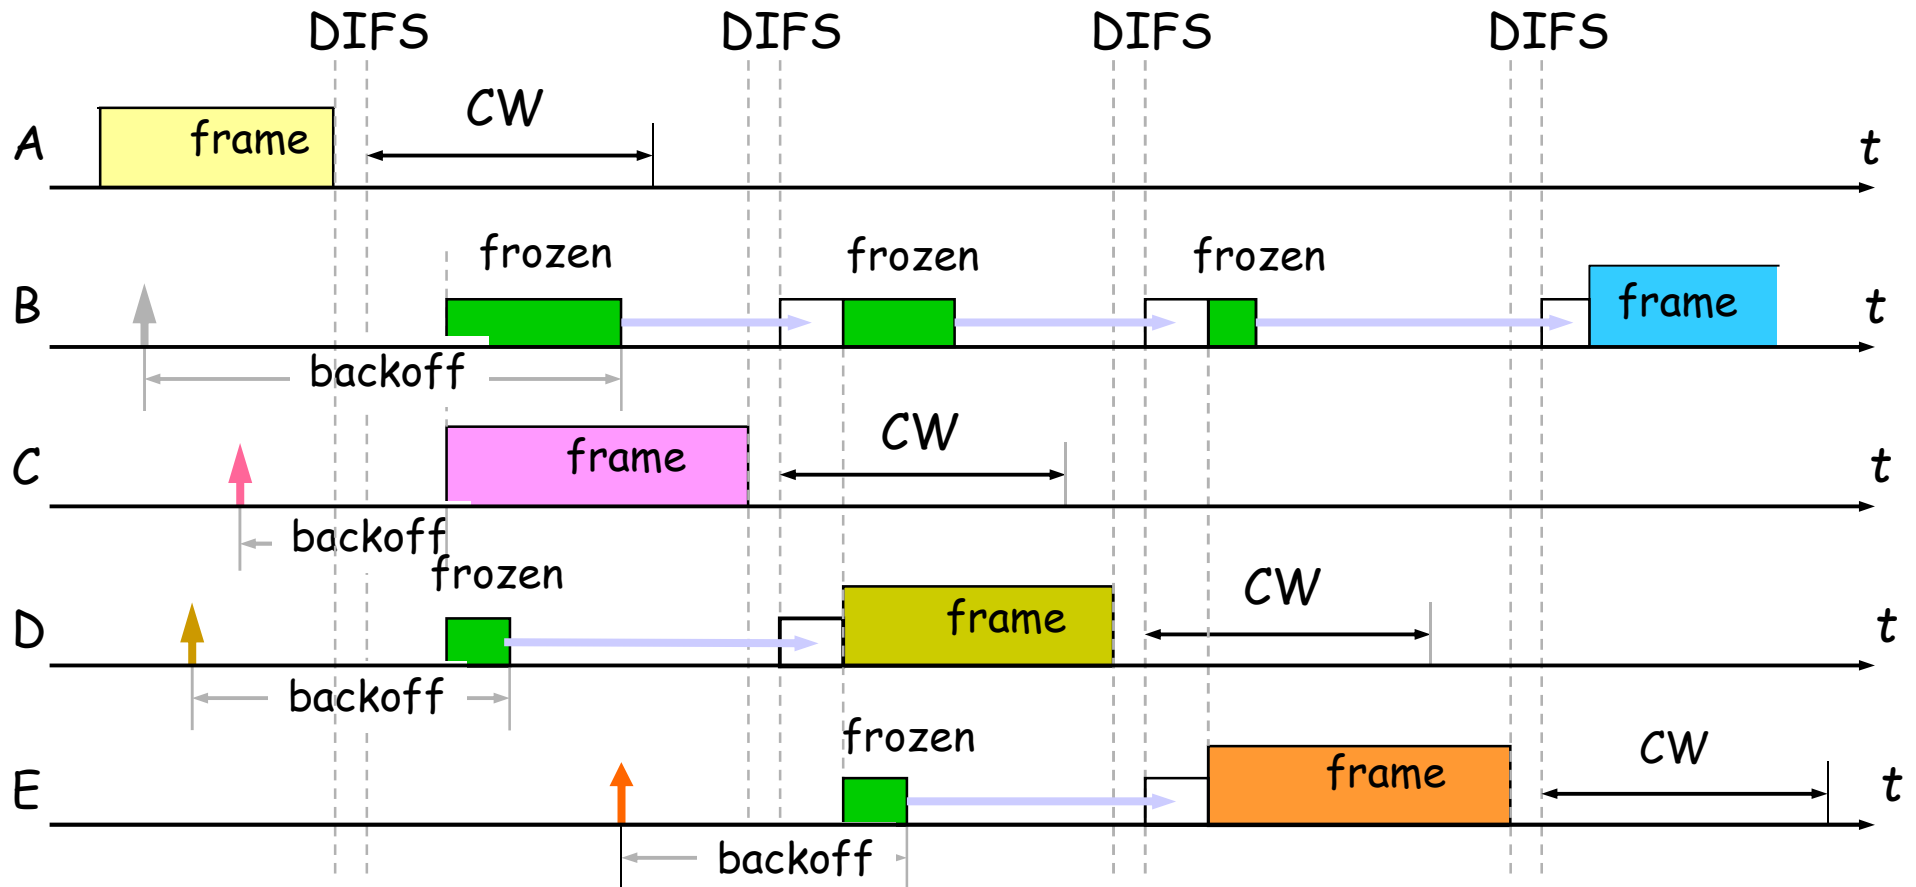 DIFS DIFS DIFS DIFS
CW
A frame t
frozen frozen frozen
B frame t
backoff
CW
C frame t
backoff
frozen
CW
D frame t
backoff
frozen
CW
E frame t
backoff